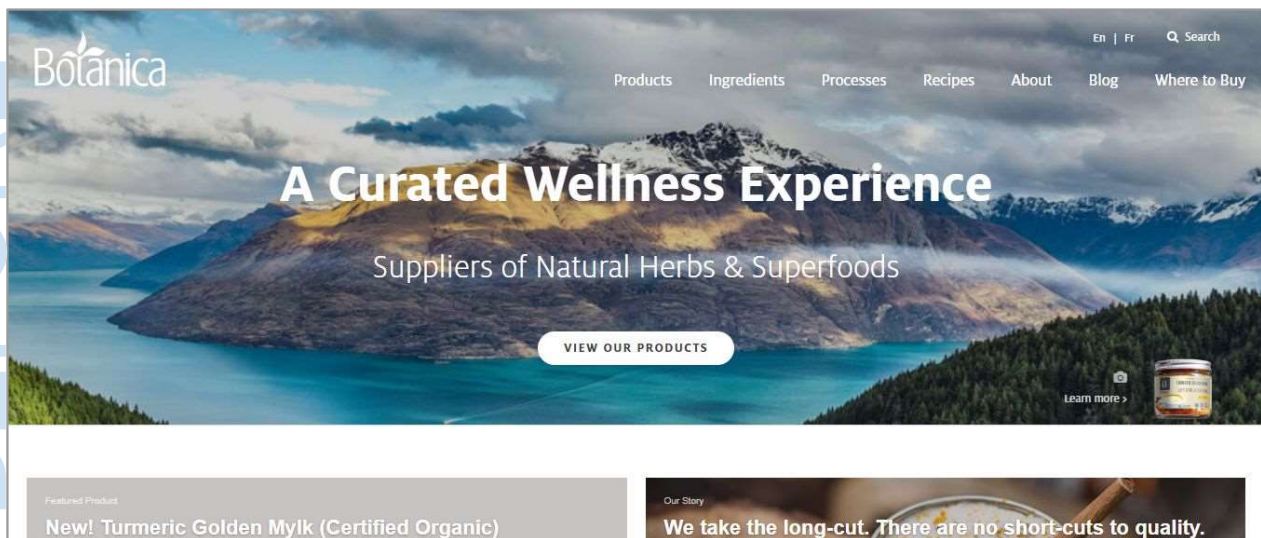 Botanica
En | Fr Search
Products Ingredients Processes Recipes About Blog Where to Buy
A Curated Wellness Experience
Suppliers of Natural Herbs & Superfoods
VIEW OUR PRODUCTS
Learn more >
Featured Product
New! Turmeric Golden Mylk (Certified Organic)
Our Story
We take the long-cut. There are no short-cuts to quality.